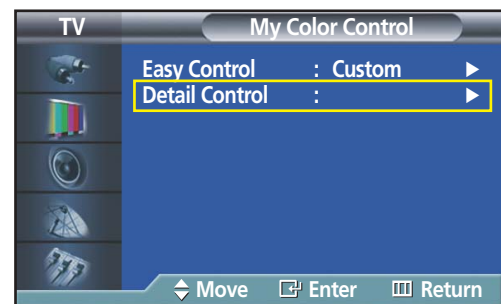 TV My Color Control
Easy Control : Custom ▶
Detail Control : ▶
Move Enter Return